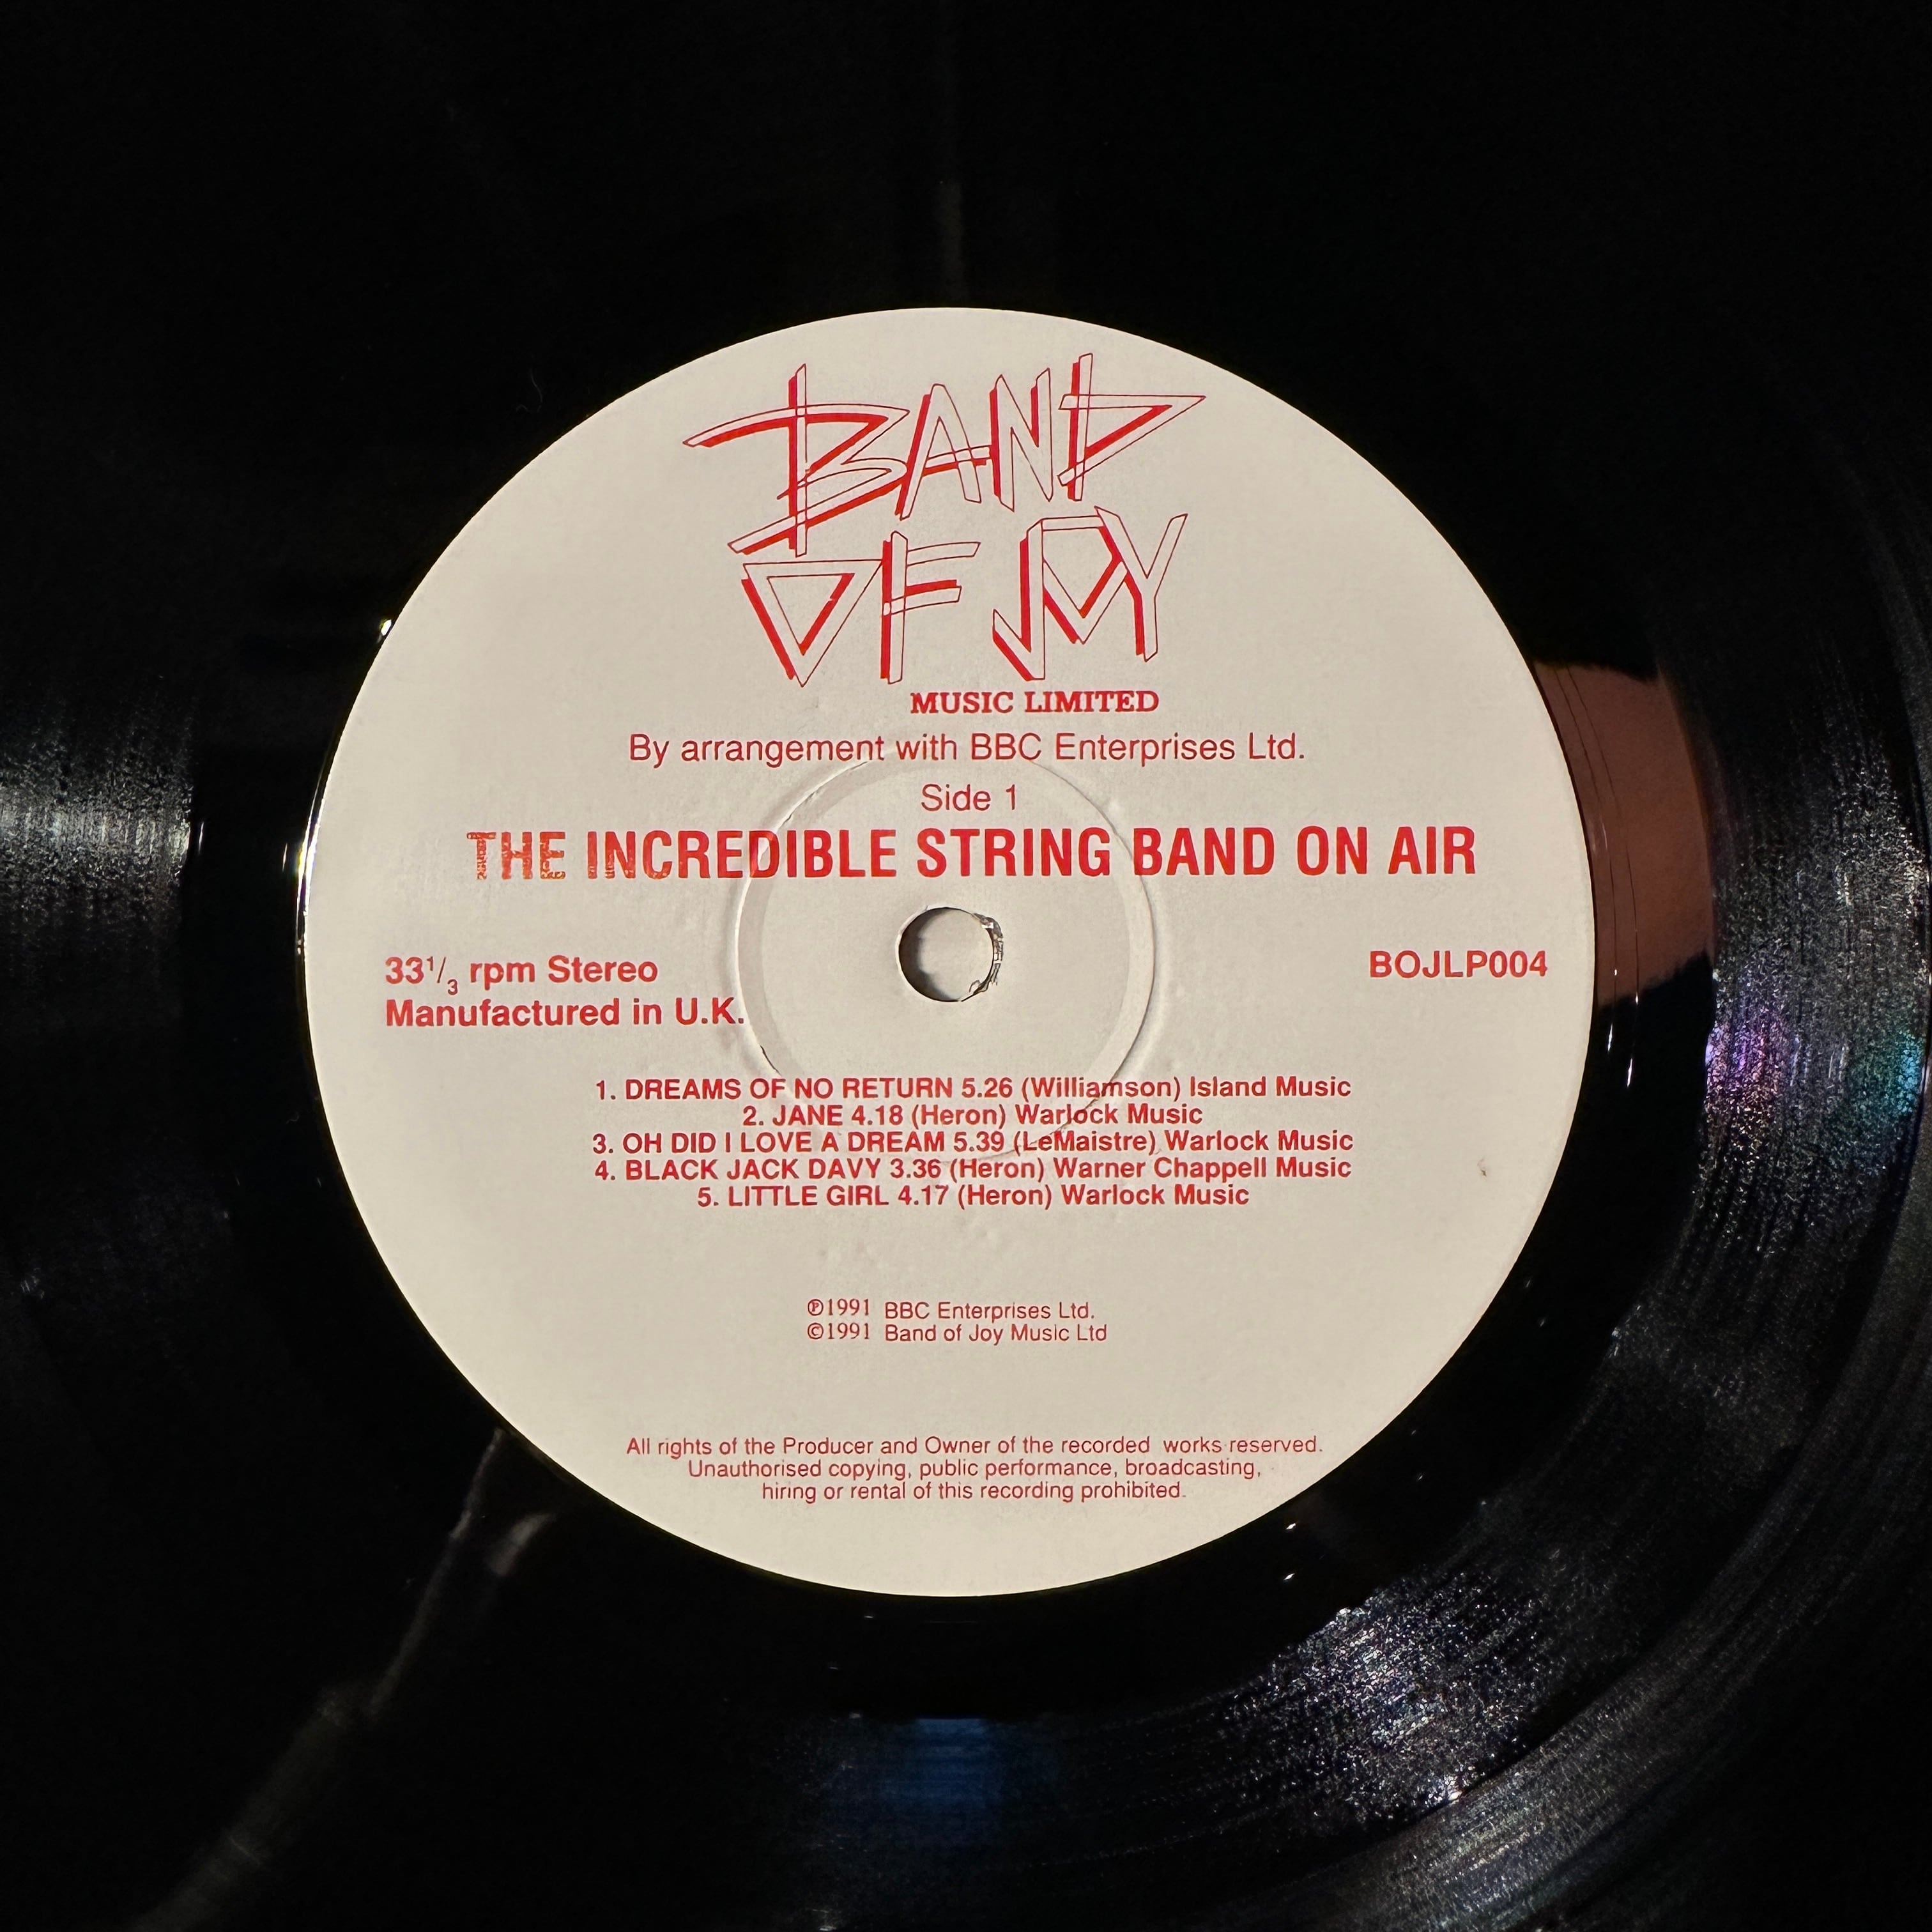 BAND
OF JOY
MUSIC LIMITED
By arrangement with BBC Enterprises Ltd.
Side 1
THE INCREDIBLE STRING BAND ON AIR
33 1/3 rpm Stereo
BOJLP004
Manufactured in U.K.
1. DREAMS OF NO RETURN 5.26 (Williamson) Island Music
2. JANE 4.18 (Heron) Warlock Music
3. OH DID I LOVE A DREAM 5.39 (LeMaistre) Warlock Music
4. BLACK JACK DAVY 3.36 (Heron) Warner Chappell Music
5. LITTLE GIRL 4.17 (Heron) Warlock Music
℗1991 BBC Enterprises Ltd.
©1991 Band of Joy Music Ltd
All rights of the Producer and Owner of the recorded works reserved.
Unauthorised copying, public performance, broadcasting,
hiring or rental of this recording prohibited.